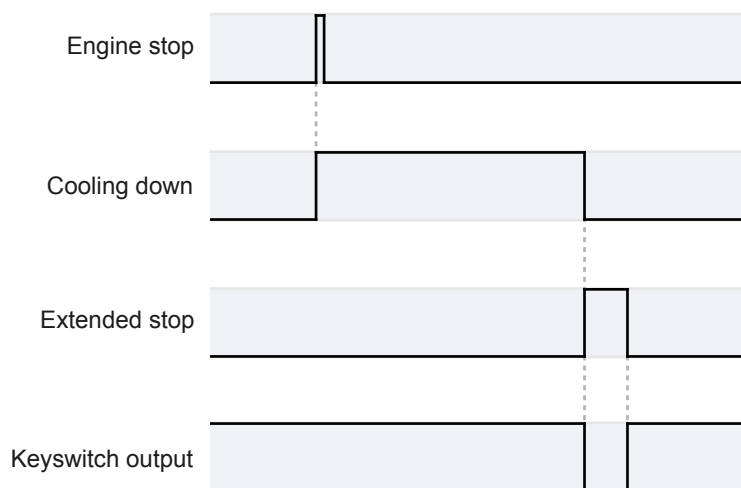 Engine stop
Cooling down
Extended stop
Keyswitch output